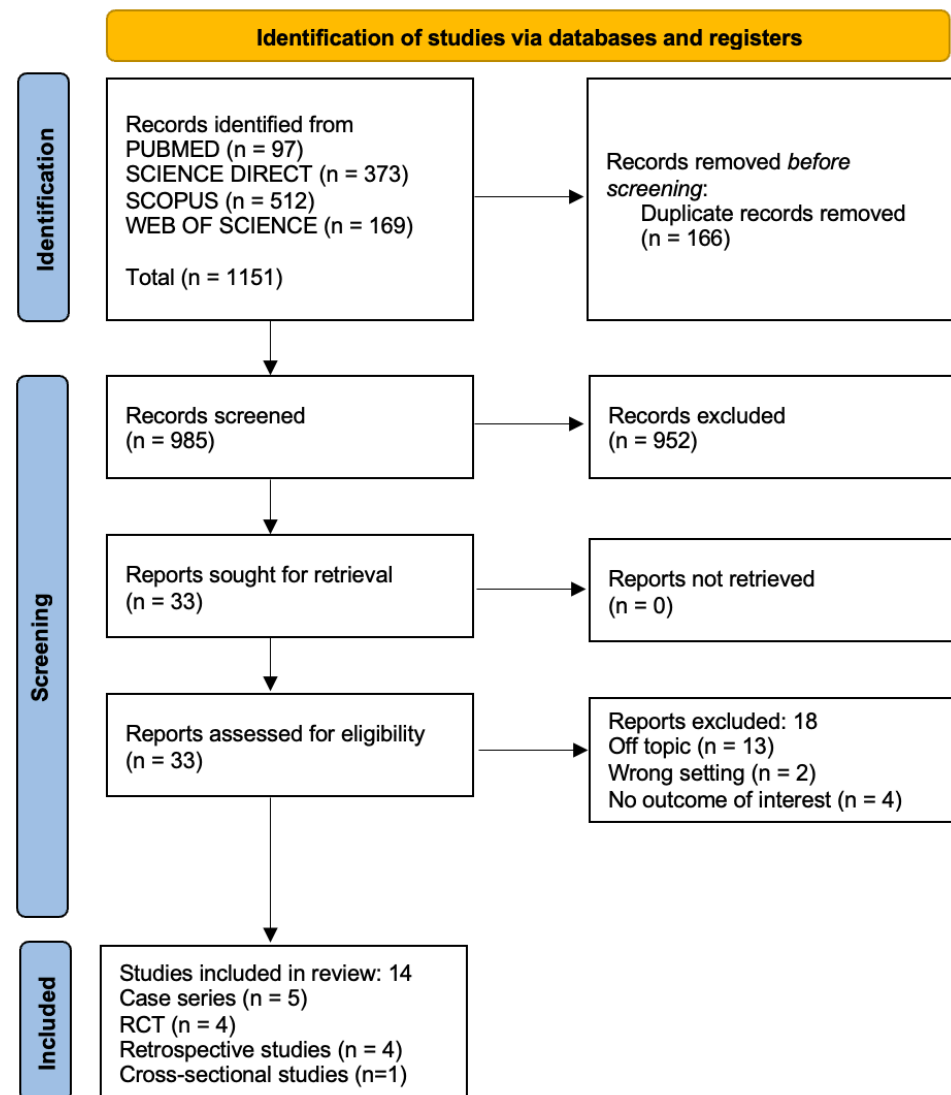 Identification of studies via databases and registers
Identification
Records identified from
PUBMED (n = 97)
SCIENCE DIRECT (n = 373)
SCOPUS (n = 512)
WEB OF SCIENCE (n = 169)
Total (n = 1151)
Records removed before
screening:
Duplicate records removed
(n = 166)
Screening
Records screened
(n = 985)
Records excluded
(n = 952)
Reports sought for retrieval
(n = 33)
Reports not retrieved
(n = 0)
Reports assessed for eligibility
(n = 33)
Reports excluded: 18
Off topic (n = 13)
Wrong setting (n = 2)
No outcome of interest (n = 4)
Included
Studies included in review: 14
Case series (n = 5)
RCT (n = 4)
Retrospective studies (n = 4)
Cross-sectional studies (n=1)